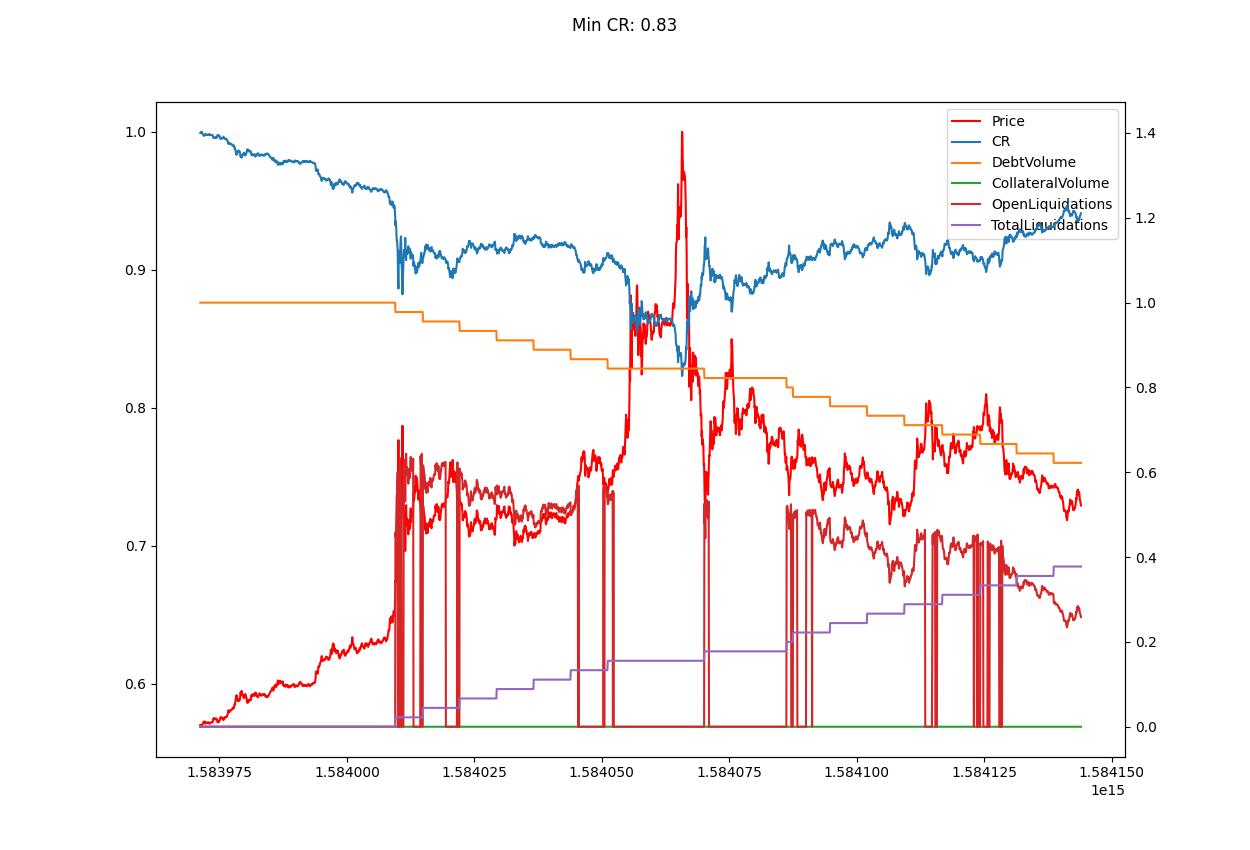 Min CR: 0.83
Price
CR
DebtVolume
CollateralVolume
OpenLiquidations
TotalLiquidations
1.0
0.9
0.8
0.7
0.6
1.4
1.2
1.0
0.8
0.6
0.4
0.2
0.0
1.583975
1.584000
1.584025
1.584050
1.584075
1.584100
1.584125
1.584150
1e15